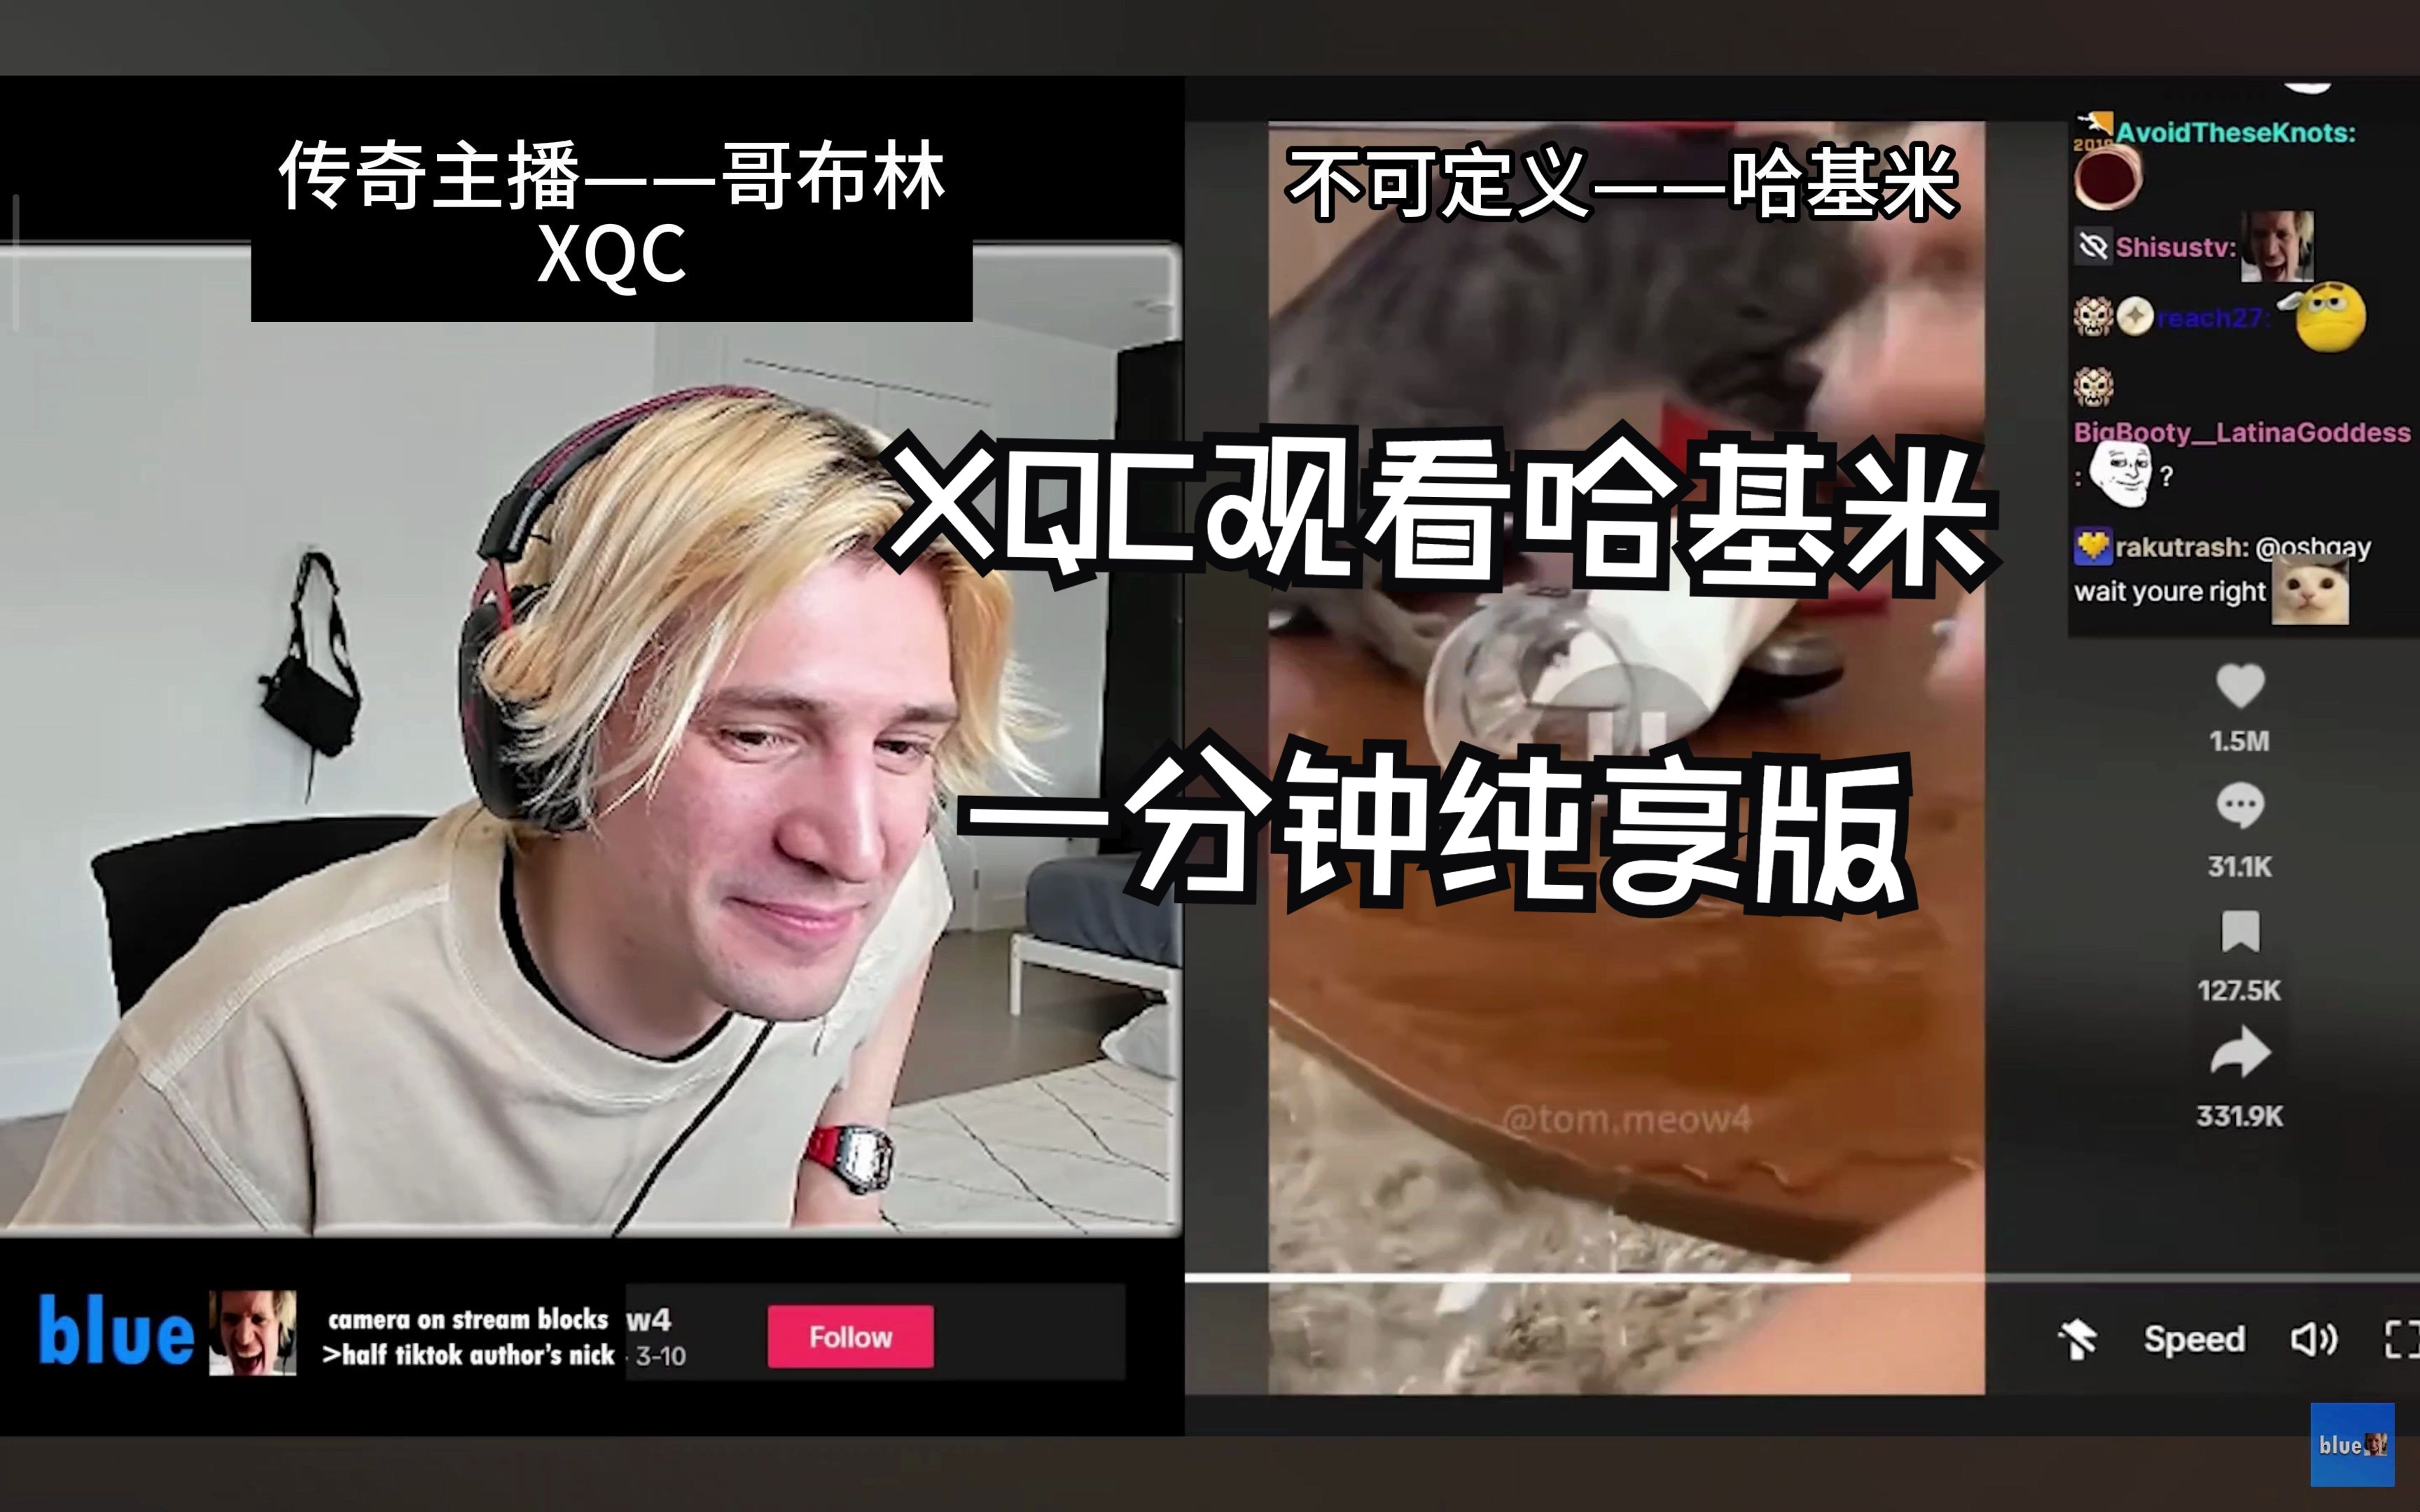 传奇主播——哥布林
XQC
不可定义——哈基米
XQC观看哈基米
一分钟纯享版
AvoidTheseKnots:
Shisustv:
reach27:
BigBooty__LatinaGoddess
: ?
rakutrash: @oshgay
wait youre right
1.5M
31.1K
127.5K
331.9K
@tom.meow4
blue
camera on stream blocks
>half tiktok author's nick
w4
· 3-10
Follow
Speed
blue